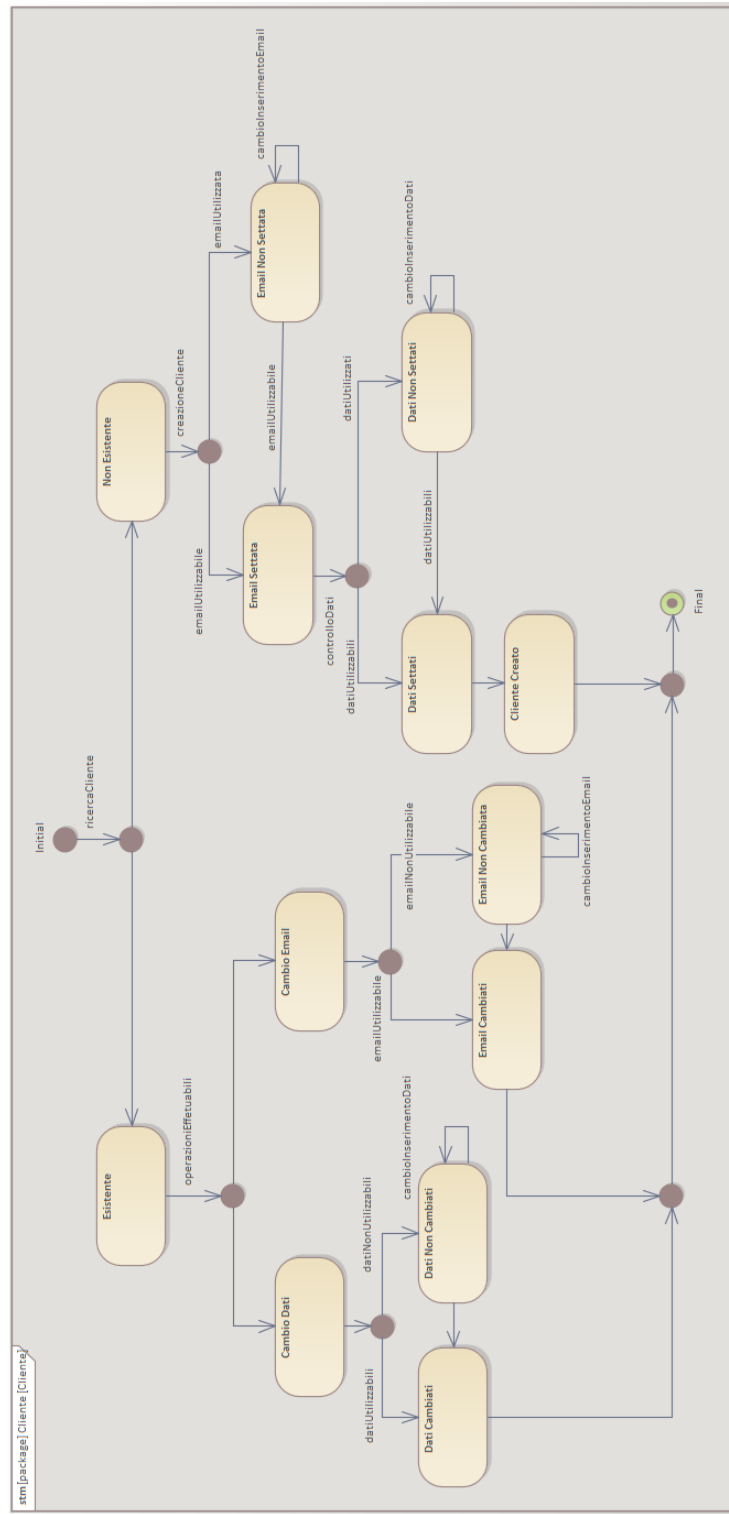 stm [package] Cliente [Cliente]
Initial
ricercaCliente
Esistente
Non Esistente
operazioniEffetuabili
creazioneCliente
emailUtilizzabile
emailUtilizzata
Email Settata
emailUtilizzabile
Email Non Settata
cambioInserimentoEmail
Cambio Dati
Cambio Email
controlloDati
datiUtilizzabili
datiUtilizzati
datiUtilizzabili
datiNonUtilizzabili
emailUtilizzabile
emailNonUtilizzabile
Dati Settati
datiUtilizzabili
Dati Non Settati
cambioInserimentoDati
Dati Cambiati
Dati Non Cambiati
cambioInserimentoDati
Email Cambiati
Email Non Cambiata
cambioInserimentoEmail
Cliente Creato
Final